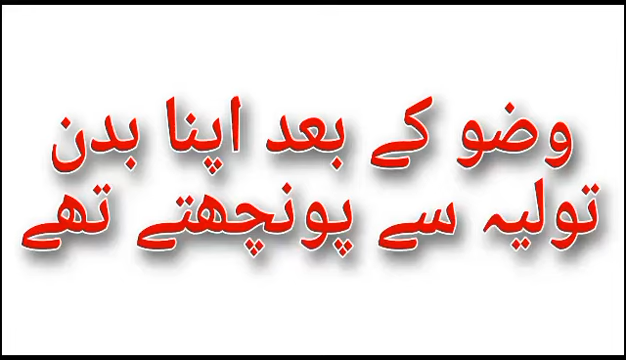 وضو کے بعد اپنا بدن
تولیہ سے پونچھتے تھے